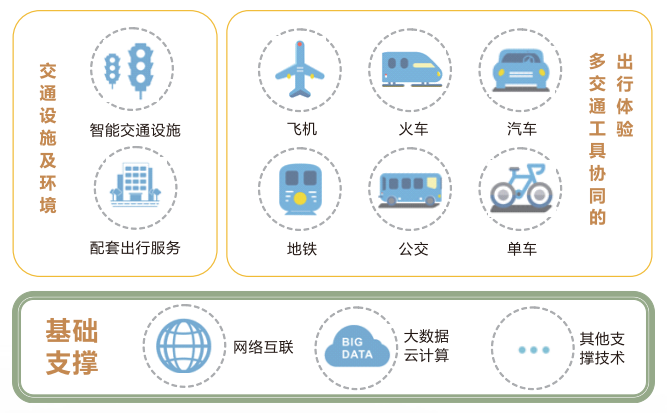 交通设施及环境
智能交通设施
配套出行服务
飞机
火车
汽车
地铁
公交
单车
出行体验
多交通工具协同的
基础
支撑
网络互联
BIG
DATA
大数据
云计算
其他支
撑技术